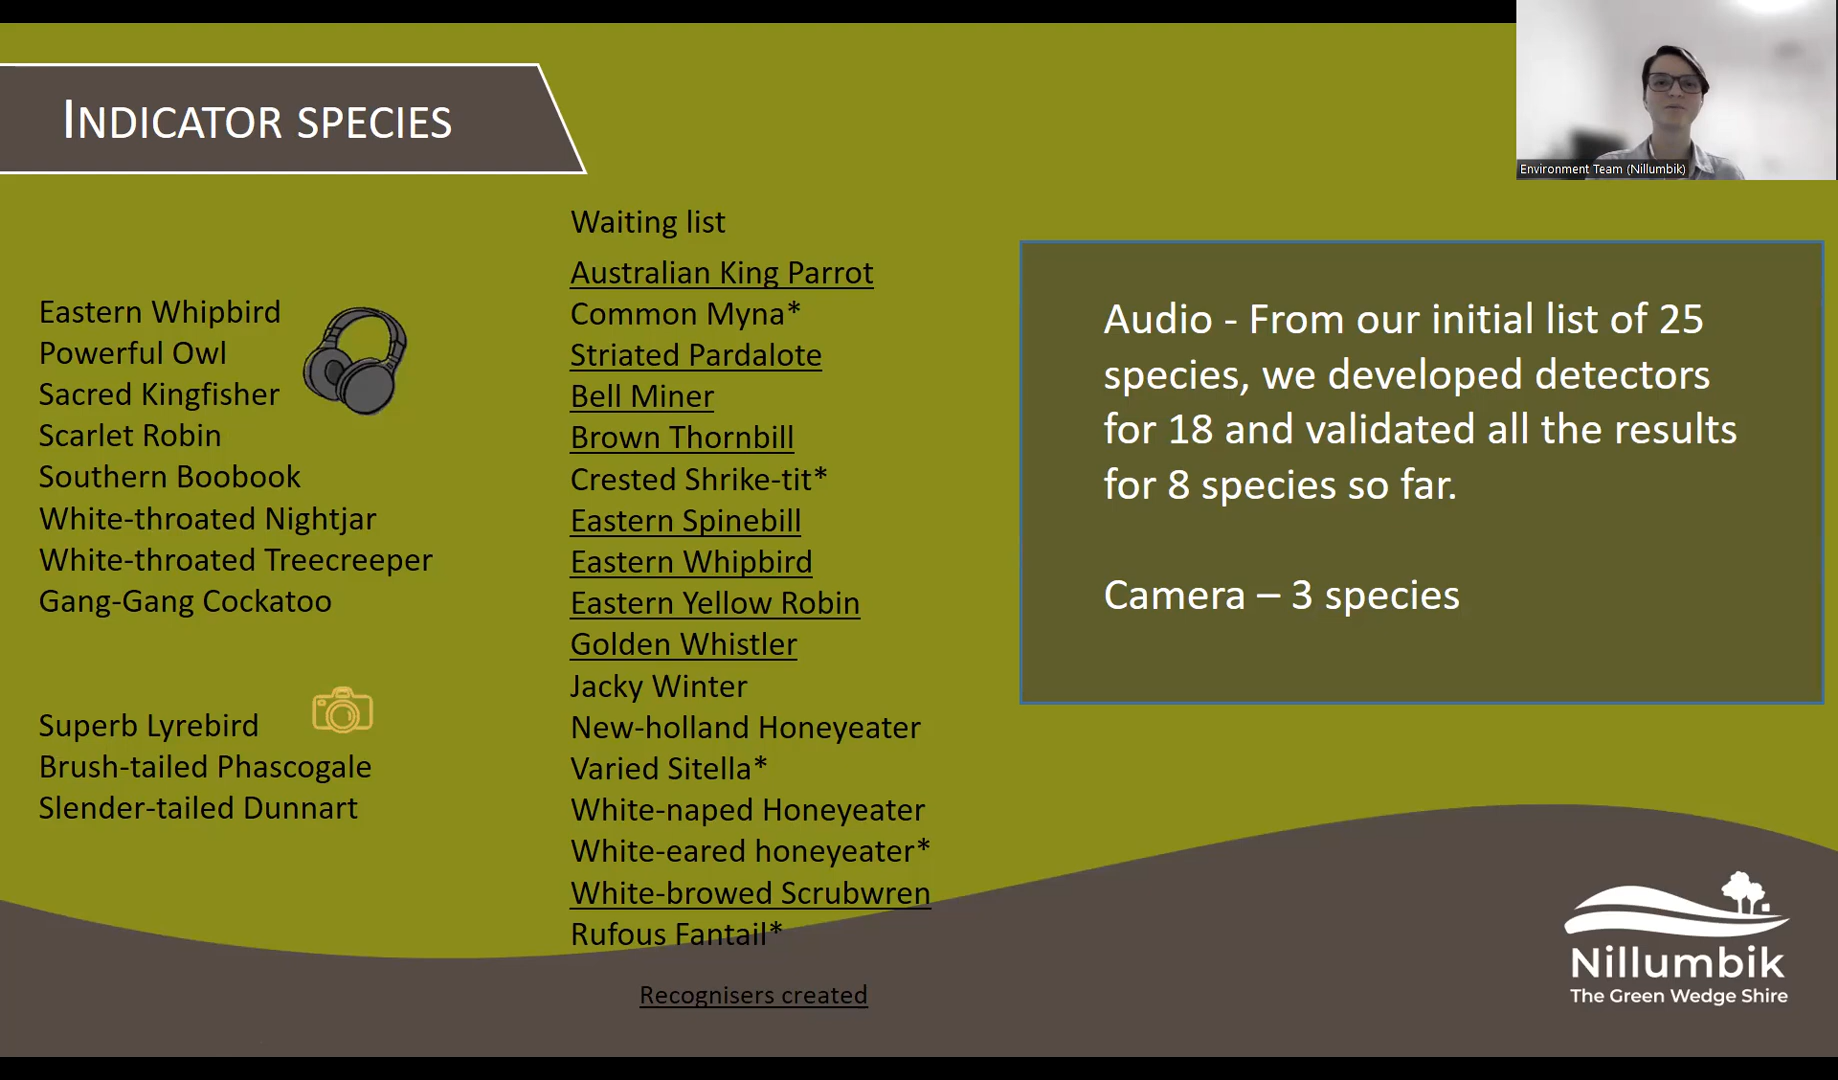 INDICATOR SPECIES
Environment Team (Nillumbik)
Eastern Whipbird
Powerful Owl
Sacred Kingfisher
Scarlet Robin
Southern Boobook
White-throated Nightjar
White-throated Treecreeper
Gang-Gang Cockatoo
Superb Lyrebird
Brush-tailed Phascogale
Slender-tailed Dunnart
Waiting list
Australian King Parrot
Common Myna*
Striated Pardalote
Bell Miner
Brown Thornbill
Crested Shrike-tit*
Eastern Spinebill
Eastern Whipbird
Eastern Yellow Robin
Golden Whistler
Jacky Winter
New-holland Honeyeater
Varied Sitella*
White-naped Honeyeater
White-eared honeyeater*
White-browed Scrubwren
Rufous Fantail*
Recognisers created
Audio - From our initial list of 25
species, we developed detectors
for 18 and validated all the results
for 8 species so far.
Camera – 3 species
Nillumbik
The Green Wedge Shire